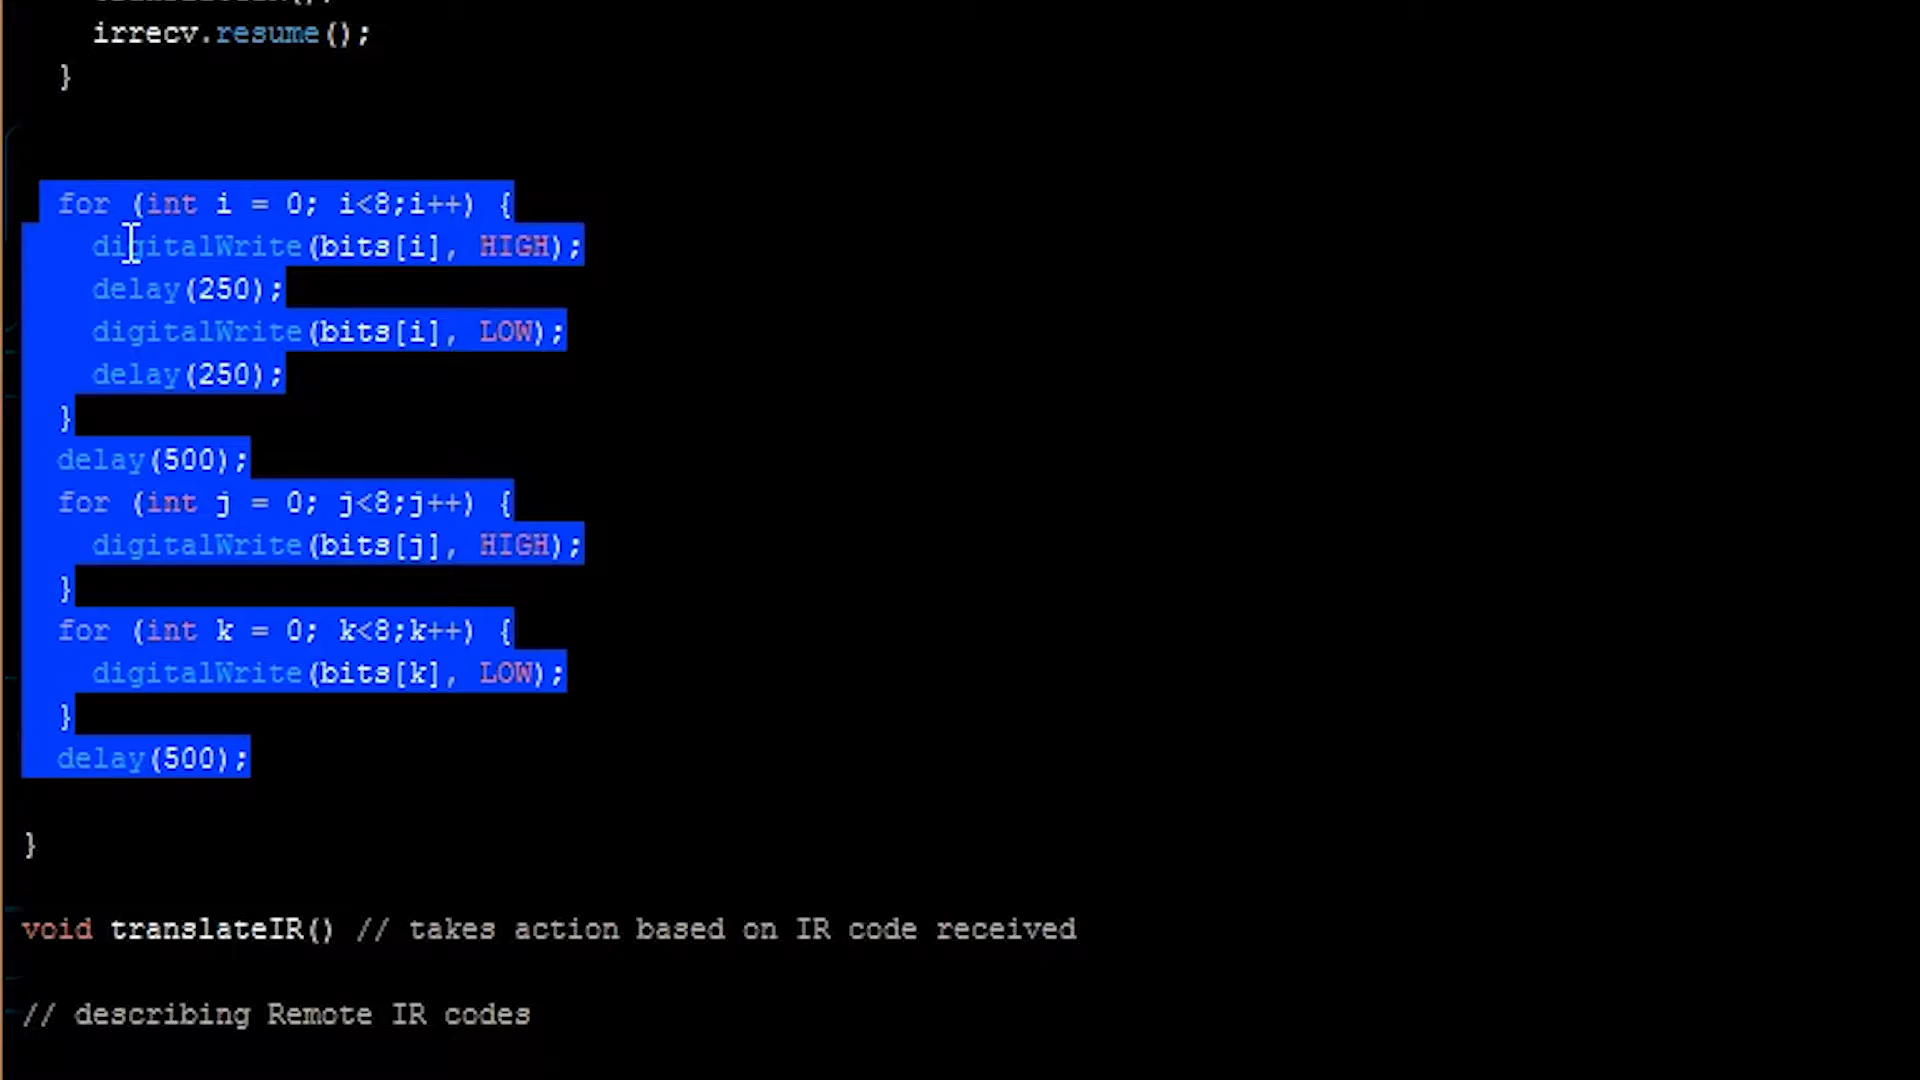 irrecv.resume();
}
for (int i = 0; i<8;i++) {
digitalWrite(bits[i], HIGH);
delay(250);
digitalWrite(bits[i], LOW);
delay(250);
}
delay(500);
for (int j = 0; j<8;j++) {
digitalWrite(bits[j], HIGH);
}
for (int k = 0; k<8;k++) {
digitalWrite(bits[k], LOW);
}
delay(500);
}
void translateIR() // takes action based on IR code received
// describing Remote IR codes